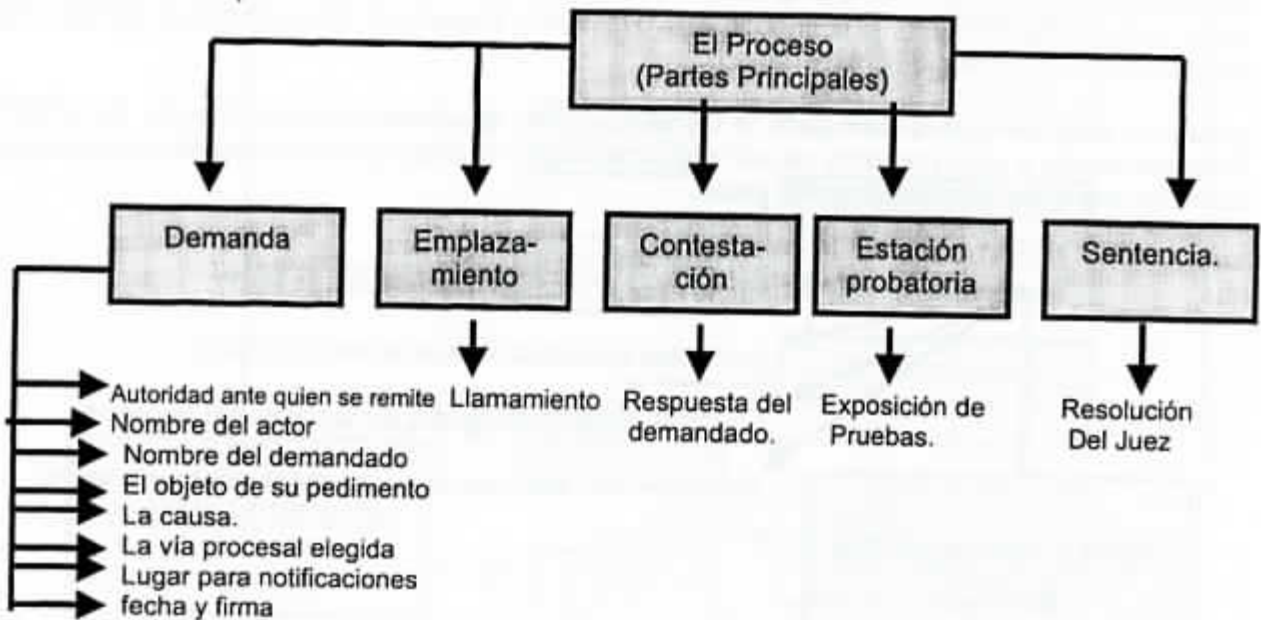 El Proceso
(Partes Principales)
Demanda
Emplaza-
miento
Contesta-
ción
Estación
probatoria
Sentencia.
Autoridad ante quien se remite
Nombre del actor
Nombre del demandado
El objeto de su pedimento
La causa.
La via procesal elegida
Lugar para notificaciones
fecha y firma
Llamamiento
Respuesta del
demandado.
Exposición de
Pruebas.
Resolución
Del Juez